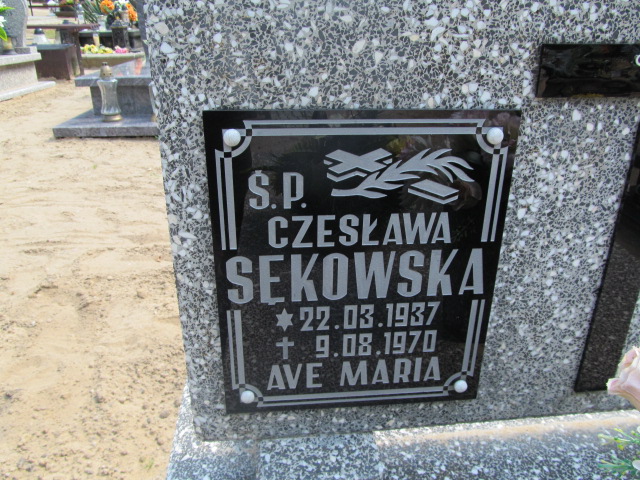 Ś.P.
CZESŁAWA
SĘKOWSKA
22.03.1937
9.08.1970
AVE MARIA